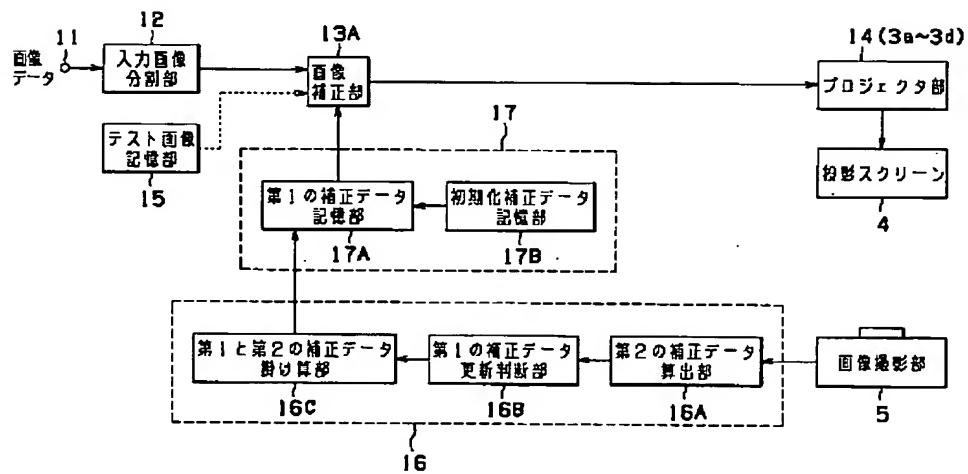 画像
データ
11
12
入力画像
分割部
13A
画像
補正部
14(3a~3d)
プロジェクタ部
テスト画像
記憶部
15
17
投影スクリーン
4
第1の補正データ
記憶部
17A
初期化補正データ
記憶部
17B
第1と第2の補正データ
掛け算部
16C
第1の補正データ
更新判断部
16B
第2の補正データ
算出部
16A
画像撮影部
5
16